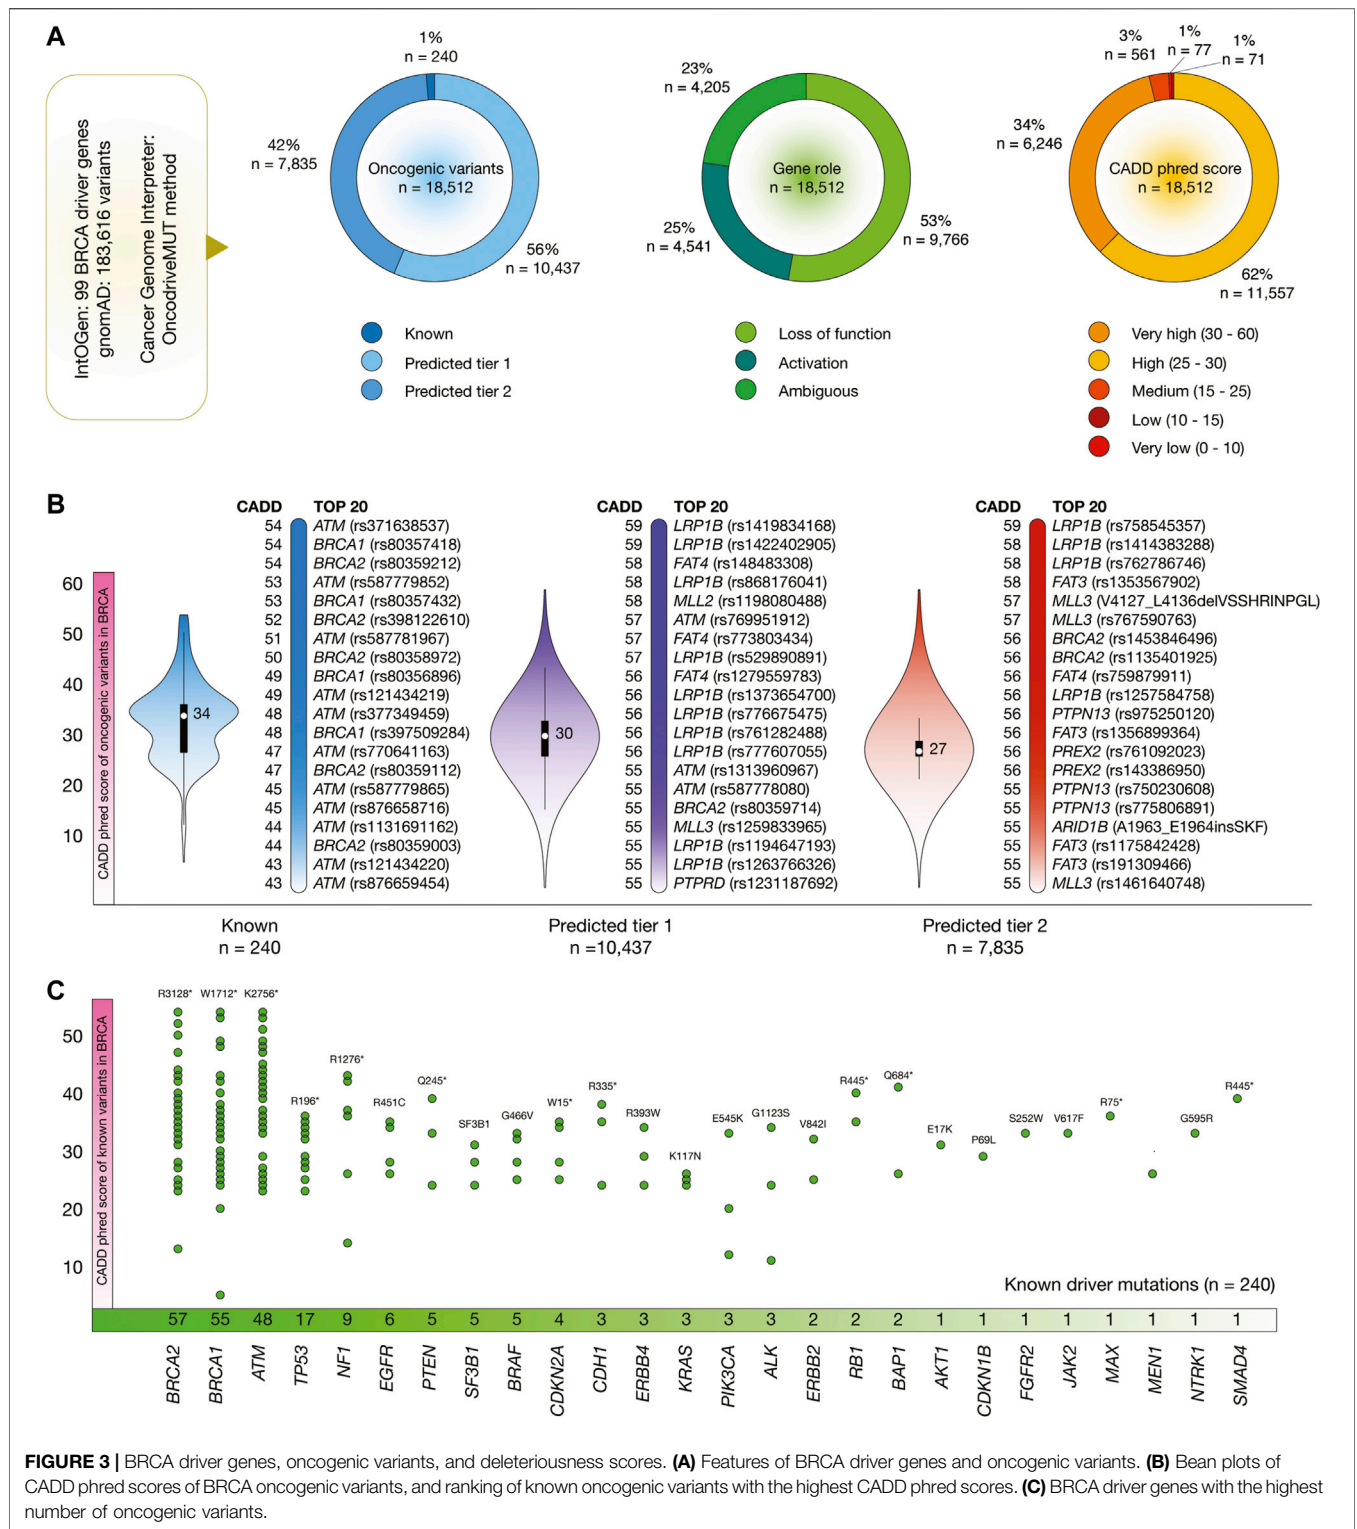 A
IntOGen: 99 BRCA driver genes
gnomAD: 183,616 variants
Cancer Genome Interpreter:
OncodriveMUT method
1%
n = 240
42%
n = 7,835
Oncogenic variants
n = 18,512
56%
n = 10,437
Known
Predicted tier 1
Predicted tier 2
23%
n = 4,205
Gene role
n = 18,512
25%
n = 4,541
53%
n = 9,766
Loss of function
Activation
Ambiguous
3%
n = 561
1%
n = 77
1%
n = 71
34%
n = 6,246
CADD phred score
n = 18,512
62%
n = 11,557
Very high (30 - 60)
High (25 - 30)
Medium (15 - 25)
Low (10 - 15)
Very low (0 - 10)
B
CADD phred score of oncogenic variants in BRCA
60
50
40
30
20
10
34
CADD TOP 20
54 ATM (rs371638537)
54 BRCA1 (rs80357418)
54 BRCA2 (rs80359212)
53 ATM (rs587779852)
53 BRCA1 (rs80357432)
52 BRCA2 (rs398122610)
51 ATM (rs587781967)
50 BRCA2 (rs80358972)
49 BRCA1 (rs80356896)
49 ATM (rs121434219)
48 ATM (rs377349459)
48 BRCA1 (rs397509284)
47 ATM (rs770641163)
47 BRCA2 (rs80359112)
45 ATM (rs587779865)
45 ATM (rs876658716)
44 ATM (rs1131691162)
44 BRCA2 (rs80359003)
43 ATM (rs121434220)
43 ATM (rs876659454)
Known
n = 240
30
CADD TOP 20
59 LRP1B (rs1419834168)
59 LRP1B (rs1422402905)
58 FAT4 (rs148483308)
58 LRP1B (rs868176041)
58 MLL2 (rs1198080488)
57 ATM (rs769951912)
57 FAT4 (rs773803434)
57 LRP1B (rs529890891)
56 FAT4 (rs1279559783)
56 LRP1B (rs1373654700)
56 LRP1B (rs776675475)
56 LRP1B (rs761282488)
56 LRP1B (rs777607055)
55 ATM (rs1313960967)
55 ATM (rs587778080)
55 BRCA2 (rs80359714)
55 MLL3 (rs1259833965)
55 LRP1B (rs1194647193)
55 LRP1B (rs1263766326)
55 PTPRD (rs1231187692)
Predicted tier 1
n =10,437
27
CADD TOP 20
59 LRP1B (rs758545357)
58 LRP1B (rs1414383288)
58 LRP1B (rs762786746)
58 FAT3 (rs1353567902)
57 MLL3 (V4127_L4136delVSSHRINPGL)
57 MLL3 (rs767590763)
56 BRCA2 (rs1453846496)
56 BRCA2 (rs1135401925)
56 FAT4 (rs759879911)
56 LRP1B (rs1257584758)
56 PTPN13 (rs975250120)
56 FAT3 (rs1356899364)
56 PREX2 (rs761092023)
56 PREX2 (rs143386950)
55 PTPN13 (rs750230608)
55 PTPN13 (rs775806891)
55 ARID1B (A1963_E1964insSKF)
55 FAT3 (rs1175842428)
55 FAT3 (rs191309466)
55 MLL3 (rs1461640748)
Predicted tier 2
n = 7,835
C
CADD phred score of known variants in BRCA
50
40
30
20
10
R3128* W1712* K2756*
R196*
R1276*
R451C
Q245*
SF3B1
G466V
W15*
R335*
R393W
K117N
E545K
G1123S
V842I
R445*
Q684*
E17K
P69L
S252W
V617F
R75*
G595R
R445*
Known driver mutations (n = 240)
57 55 48 17 9 6 5 5 5 4 3 3 3 3 3 2 2 2 1 1 1 1 1 1 1 1
BRCA2
BRCA1
ATM
TP53
NF1
EGFR
PTEN
SF3B1
BRAF
CDKN2A
CDH1
ERBB4
KRAS
PIK3CA
ALK
ERBB2
RB1
BAP1
AKT1
CDKN1B
FGFR2
JAK2
MAX
MEN1
NTRK1
SMAD4
FIGURE 3 | BRCA driver genes, oncogenic variants, and deleteriousness scores. (A) Features of BRCA driver genes and oncogenic variants. (B) Bean plots of
CADD phred scores of BRCA oncogenic variants, and ranking of known oncogenic variants with the highest CADD phred scores. (C) BRCA driver genes with the highest
number of oncogenic variants.